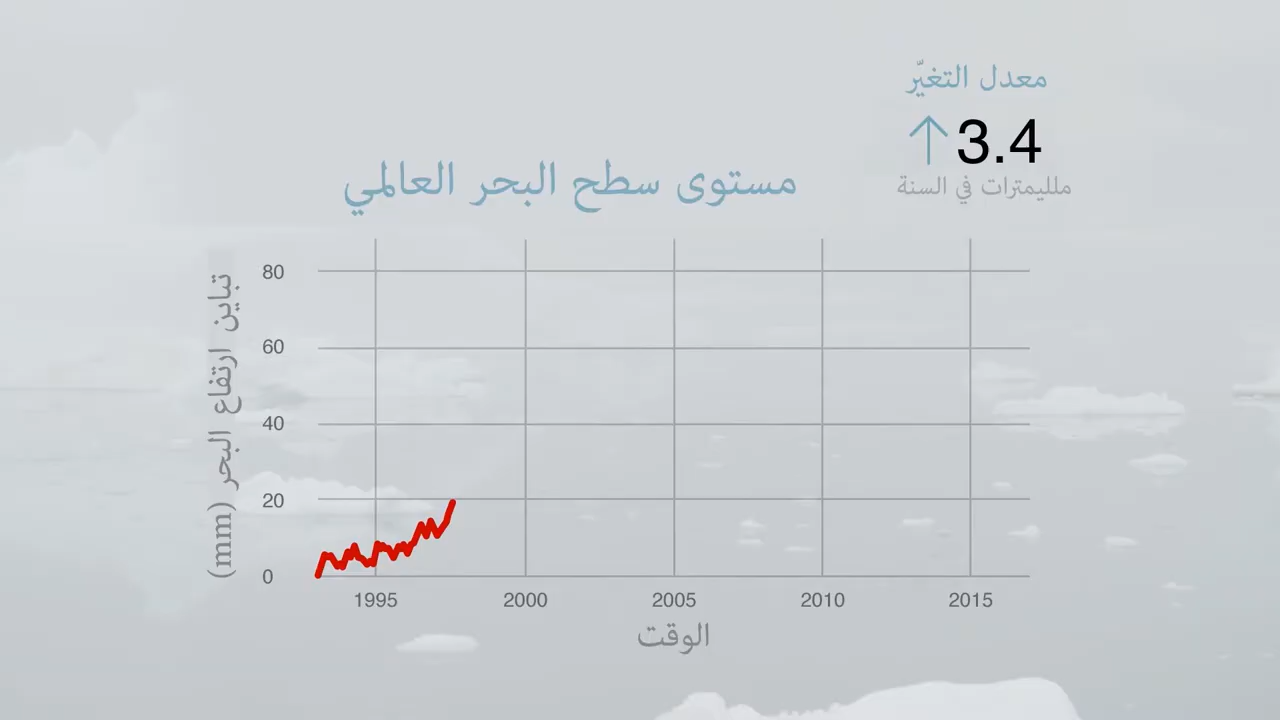 معدل التغيّر
↑3.4
ملليمترات في السنة
مستوى سطح البحر العالمي
تباين ارتفاع البحر (mm)
80
60
40
20
0
1995 2000 2005 2010 2015
الوقت